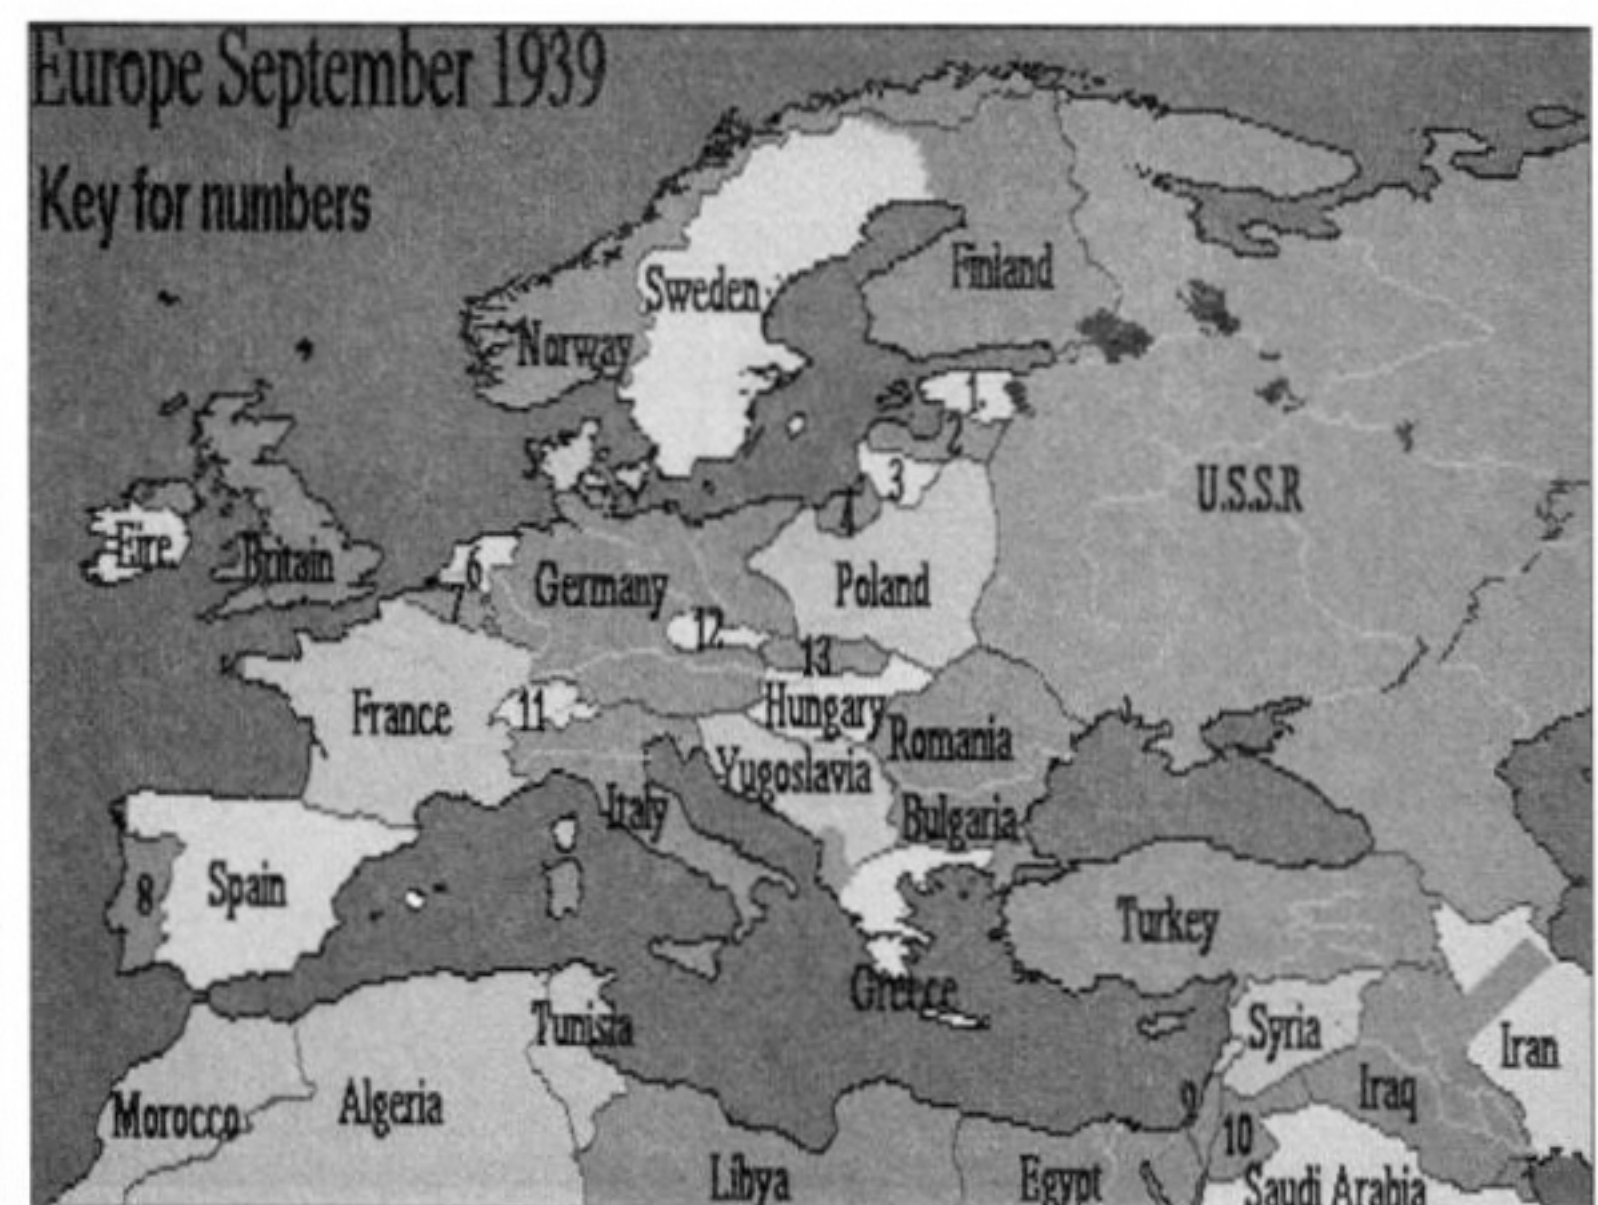 Europe September 1939
Key for numbers
Sweden
Finland
Norway
1
2
3
4
U.S.S.R
Eire
Britain
6
7
Germany
Poland
12
13
France
11
Hungary
Romania
Yugoslavia
Italy
Bulgaria
8
Spain
Turkey
Greece
Tunisia
Syria
Iran
Morocco
Algeria
9
10
Iraq
Libya
Egypt
Saudi Arabia